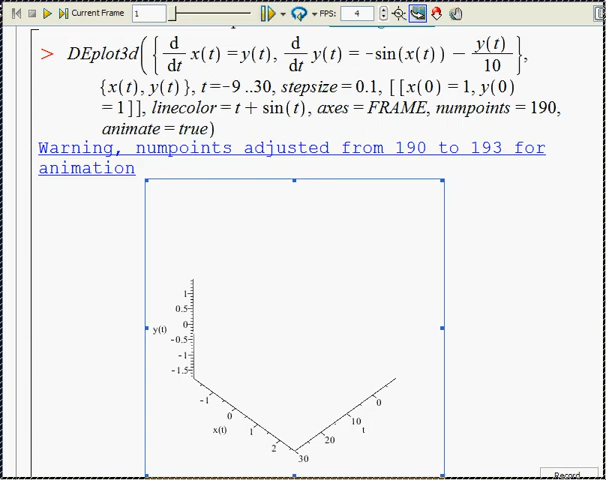 Current Frame 1 FPS: 4
> DEplot3d({d/dt x(t) = y(t), d/dt y(t) = -sin(x(t)) - y(t)/10},
{x(t), y(t)}, t=-9 ..30, stepsize = 0.1, [[x(0) = 1, y(0)
= 1]], linecolor = t + sin(t), axes = FRAME, numpoints = 190,
animate = true)
Warning, numpoints adjusted from 190 to 193 for
animation
1
0.5
0
y(t)
-0.5
-1
-1.5
-1
0
x(t)
1
2
30
20
t
10
0
Record